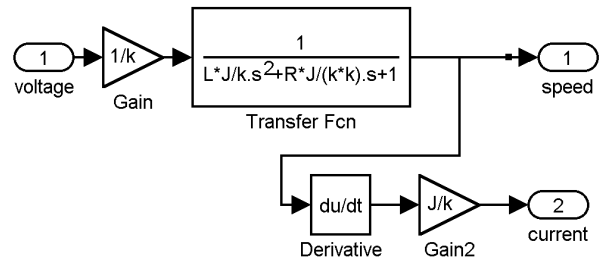 1
voltage
1/k
Gain
1
L*J/k.s2+R*J/(k*k).s+1
Transfer Fcn
1
speed
du/dt
Derivative
J/k
Gain2
2
current